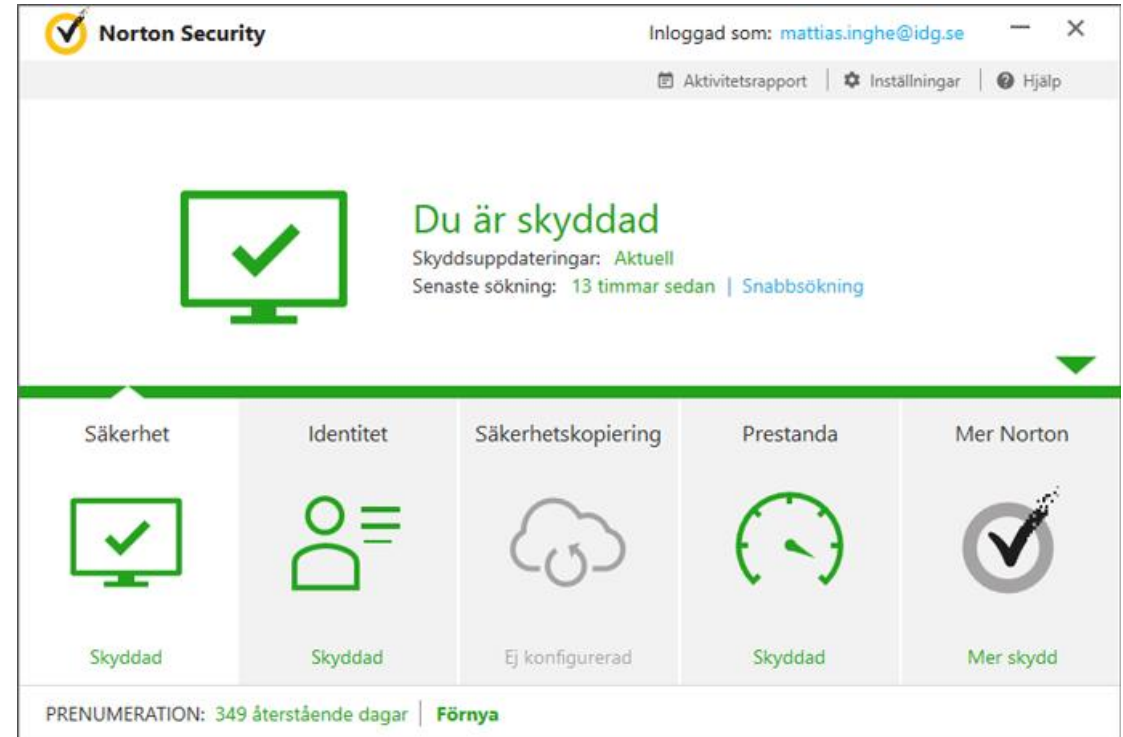 Norton Security
Inloggad som: mattias.inghe@idg.se
Aktivitetsrapport | Inställningar | Hjälp
Du är skyddad
Skyddsuppdateringar: Aktuell
Senaste sökning: 13 timmar sedan | Snabbsökning
Säkerhet Identitet Säkerhetskopiering Prestanda Mer Norton
Skyddad Skyddad Ej konfigurerad Skyddad Mer skydd
PRENUMERATION: 349 återstående dagar | Förnya